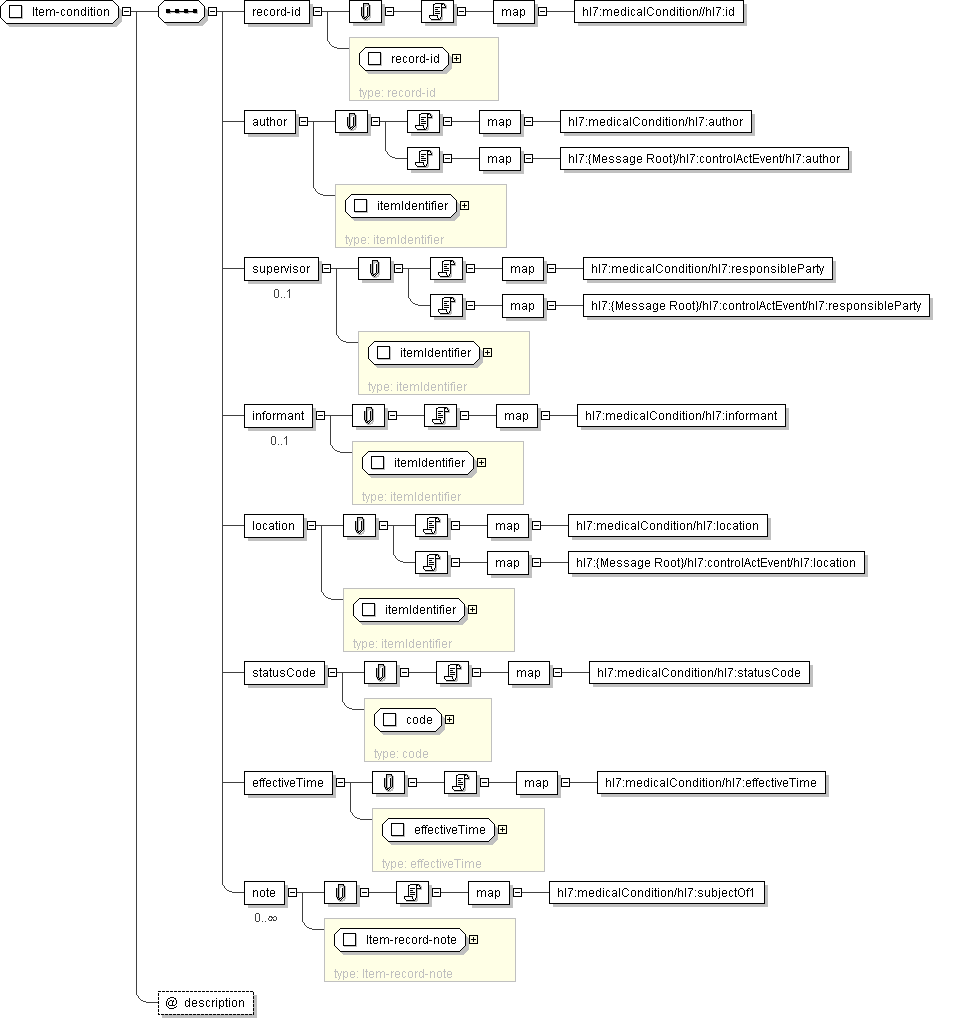 Item-condition
record-id map hl7:medicalCondition//hl7:id
record-id
type: record-id
author map hl7:medicalCondition/hl7:author
map hl7:{Message Root}/hl7:controlActEvent/hl7:author
itemIdentifier
type: itemIdentifier
supervisor map hl7:medicalCondition/hl7:responsibleParty
0..1
map hl7:{Message Root}/hl7:controlActEvent/hl7:responsibleParty
itemIdentifier
type: itemIdentifier
informant map hl7:medicalCondition/hl7:informant
0..1
itemIdentifier
type: itemIdentifier
location map hl7:medicalCondition/hl7:location
map hl7:{Message Root}/hl7:controlActEvent/hl7:location
itemIdentifier
type: itemIdentifier
statusCode map hl7:medicalCondition/hl7:statusCode
code
type: code
effectiveTime map hl7:medicalCondition/hl7:effectiveTime
effectiveTime
type: effectiveTime
note map hl7:medicalCondition/hl7:subjectOf1
0..∞
Item-record-note
type: Item-record-note
@ description